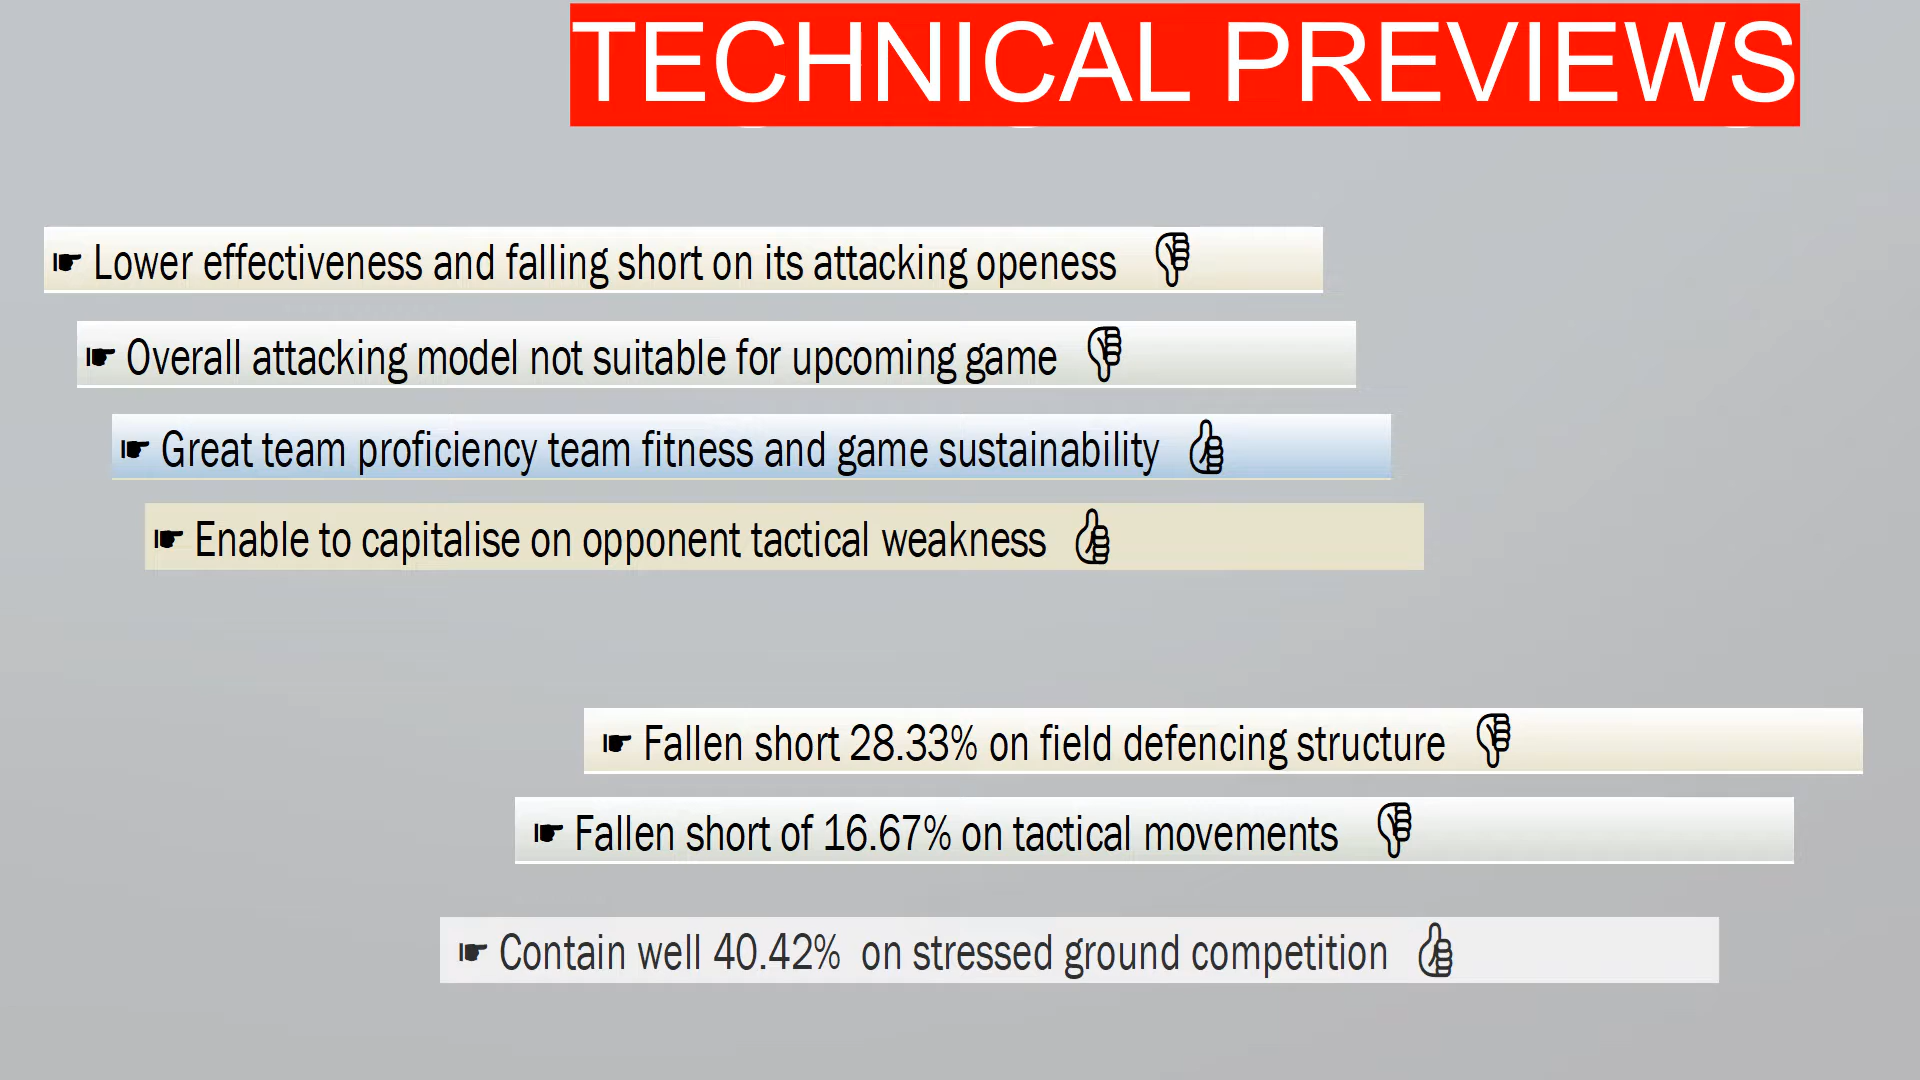 TECHNICAL PREVIEWS
☛ Lower effectiveness and falling short on its attacking openess 👎
☛ Overall attacking model not suitable for upcoming game 👎
☛ Great team proficiency team fitness and game sustainability 👍
☛ Enable to capitalise on opponent tactical weakness 👍
☛ Fallen short 28.33% on field defencing structure 👎
☛ Fallen short of 16.67% on tactical movements 👎
☛ Contain well 40.42% on stressed ground competition 👍